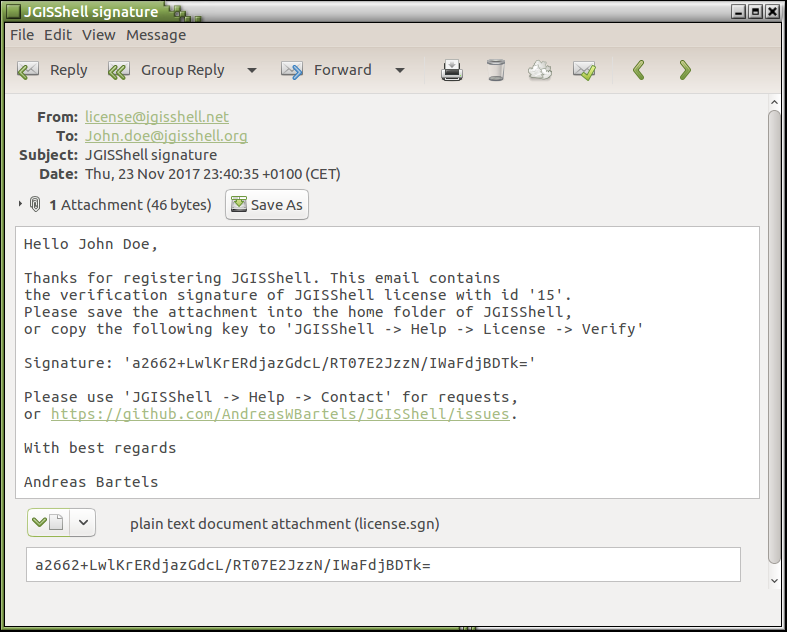 JGISShell signature
File Edit View Message
Reply Group Reply Forward
From: license@jgisshell.net
To: John.doe@jgisshell.org
Subject: JGISShell signature
Date: Thu, 23 Nov 2017 23:40:35 +0100 (CET)
1 Attachment (46 bytes) Save As
Hello John Doe,
Thanks for registering JGISShell. This email contains
the verification signature of JGISShell license with id '15'.
Please save the attachment into the home folder of JGISShell,
or copy the following key to 'JGISShell -> Help -> License -> Verify'
Signature: 'a2662+LwlKrERdjazGdcL/RT07E2JzzN/IWaFdjBDTk='
Please use 'JGISShell -> Help -> Contact' for requests,
or https://github.com/AndreasWBartels/JGISShell/issues.
With best regards
Andreas Bartels
plain text document attachment (license.sgn)
a2662+LwlKrERdjazGdcL/RT07E2JzzN/IWaFdjBDTk=